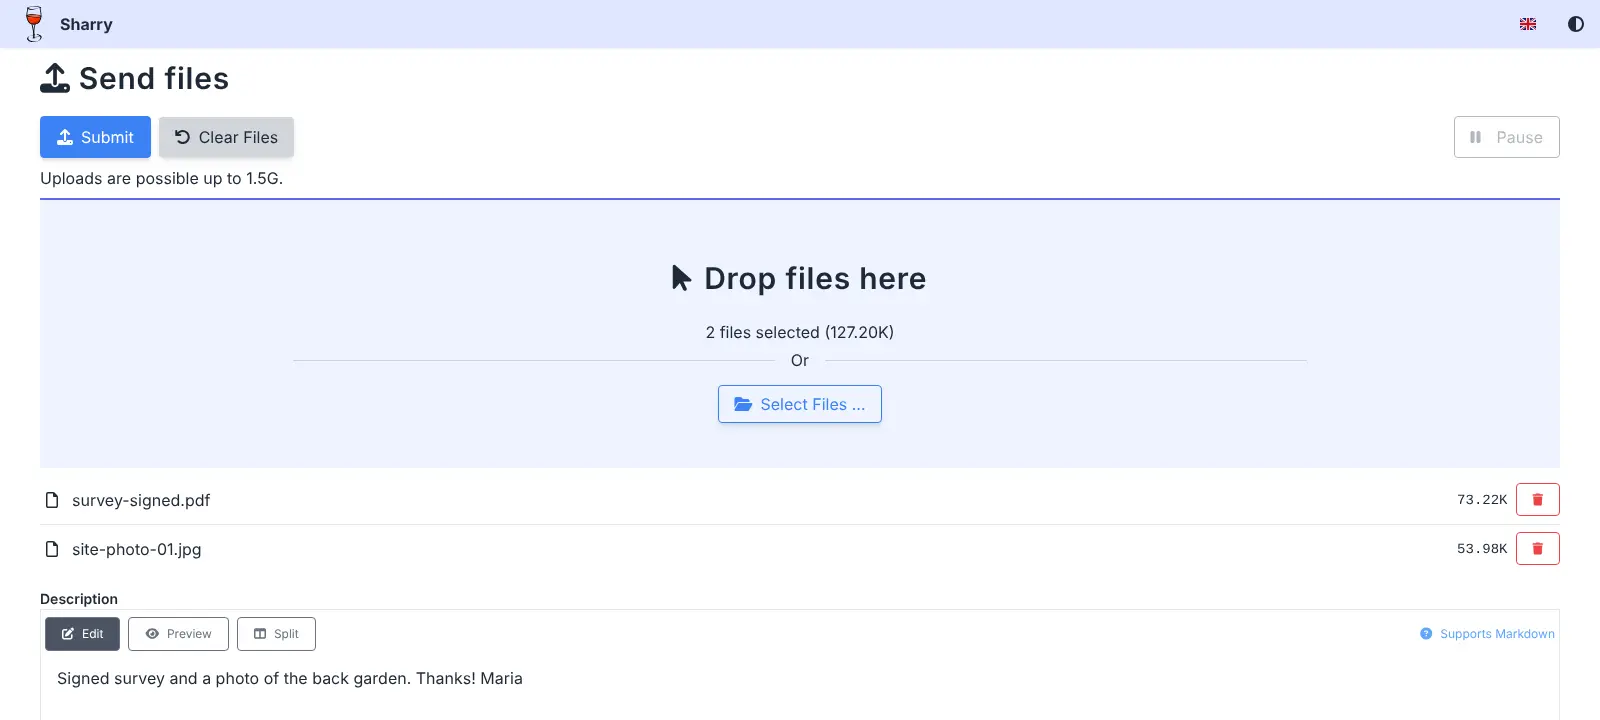 Sharry
Send files
Submit
Clear Files
Pause
Uploads are possible up to 1.5G.
Drop files here
2 files selected (127.20K)
Or
Select Files ...
survey-signed.pdf 73.22K
site-photo-01.jpg 53.98K
Description
Edit Preview Split Supports Markdown
Signed survey and a photo of the back garden. Thanks! Maria